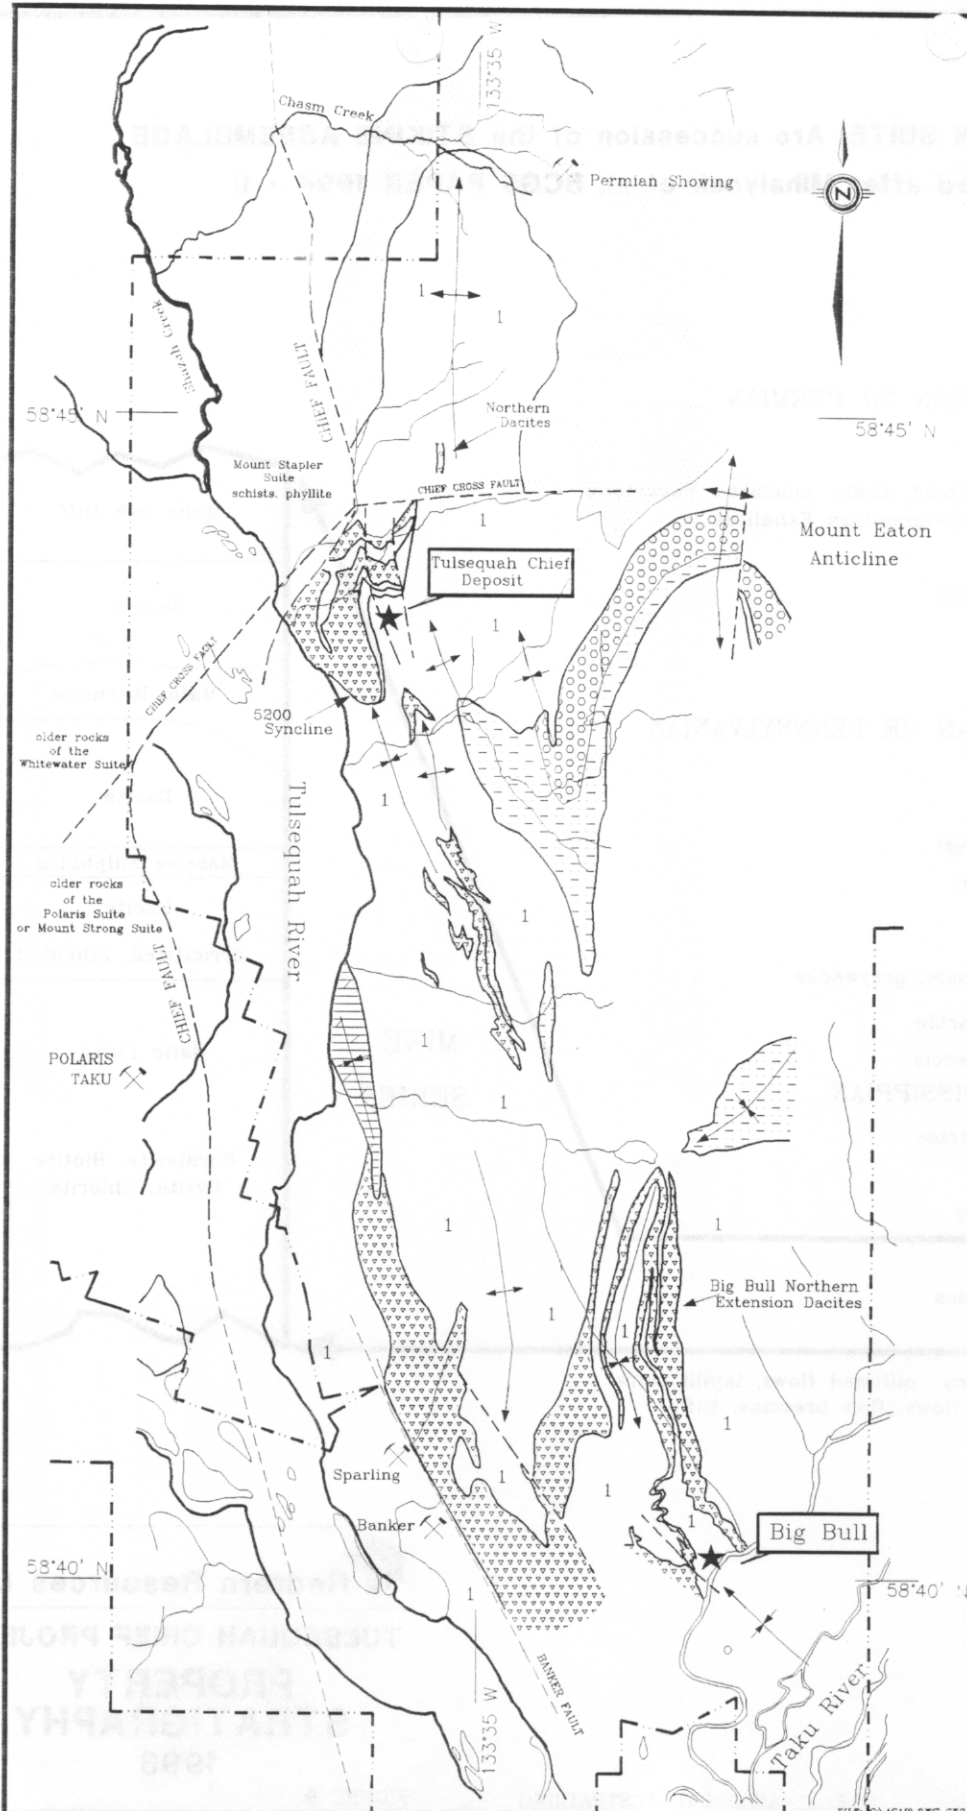 133°35' W
Chasm Creek
Permian Showing
N
Shazah Creek
1
1
CHIEF FAULT
58°45' N
58°45' N
Northern
Dacites
Mount Stapler
Suite
schists, phyllite
CHIEF CROSS FAULT
1
Mount Eaton
Anticline
Tulsequah Chief
Deposit
1
CHIEF CROSS FAULT
5200
Syncline
older rocks
of the
Whitewater Suite
Tulsequah River
1
older rocks
of the
Polaris Suite
or Mount Strong Suite
1
CHIEF FAULT
1
POLARIS
TAKU
1
1
1
Big Bull Northern
Extension Dacites
1
1
1
1
Sparling
1
1
Banker
1
Big Bull
58°40' N
58°40' N
1
BANKER FAULT
133°35' W
Taku River